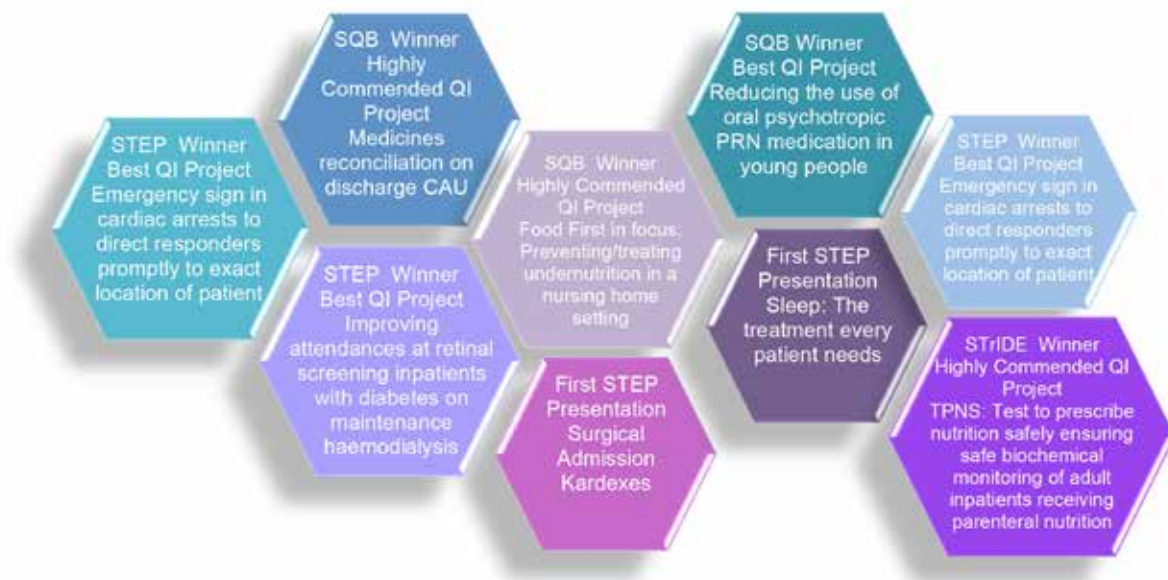 STEP Winner
Best QI Project
Emergency sign in
cardiac arrests to
direct responders
promptly to exact
location of patient
SQB Winner
Highly
Commended QI
Project
Medicines
reconciliation on
discharge CAU
STEP Winner
Best QI Project
Improving
attendances at retinal
screening inpatients
with diabetes on
maintenance
haemodialysis
SQB Winner
Highly Commended
QI Project
Food First in focus:
Preventing/treating
undernutrition in a
nursing home
setting
First STEP
Presentation
Surgical
Admission
Kardexes
SQB Winner
Best QI Project
Reducing the use of
oral psychotropic
PRN medication in
young people
First STEP
Presentation
Sleep: The
treatment every
patient needs
STEP Winner
Best QI Project
Emergency sign in
cardiac arrests to
direct responders
promptly to exact
location of patient
STrIDE Winner
Highly Commended QI
Project
TPNS: Test to prescribe
nutrition safely ensuring
safe biochemical
monitoring of adult
inpatients receiving
parenteral nutrition